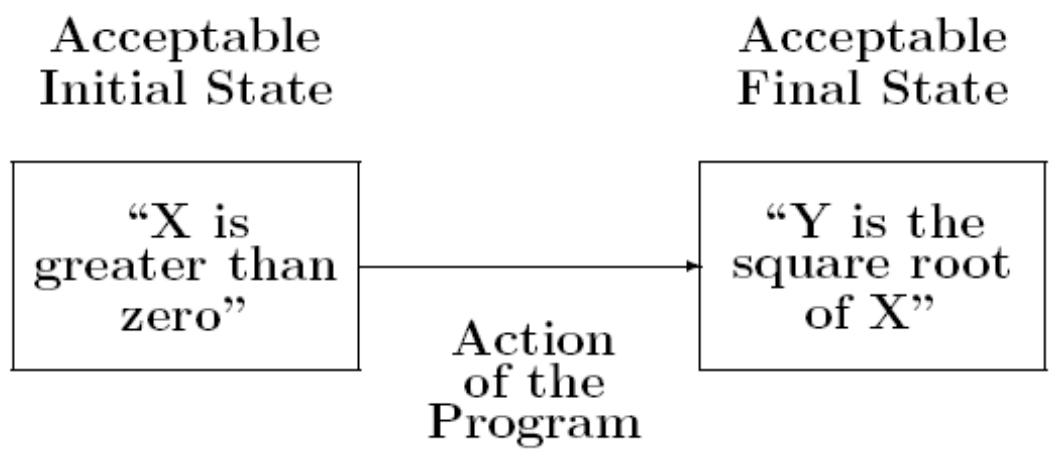 Acceptable
Initial State
Acceptable
Final State
“X is
greater than
zero”
“Y is the
square root
of X”
Action
of the
Program